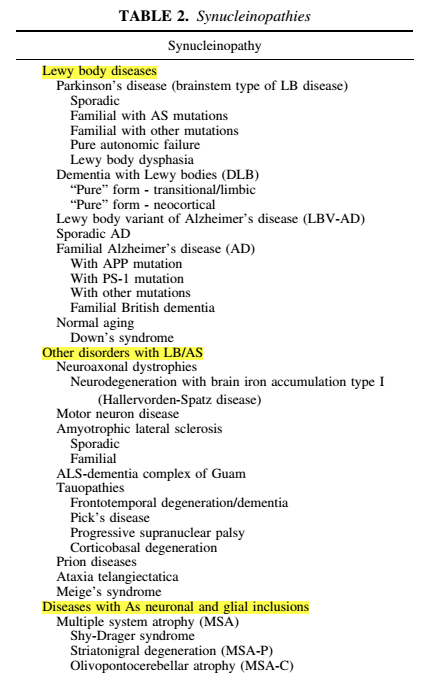 TABLE 2. Synucleinopathies
Synucleinopathy
Lewy body diseases
Parkinson's disease (brainstem type of LB disease)
Sporadic
Familial with AS mutations
Familial with other mutations
Pure autonomic failure
Lewy body dysphasia
Dementia with Lewy bodies (DLB)
“Pure” form - transitional/limbic
“Pure” form - neocortical
Lewy body variant of Alzheimer's disease (LBV-AD)
Sporadic AD
Familial Alzheimer's disease (AD)
With APP mutation
With PS-1 mutation
With other mutations
Familial British dementia
Normal aging
Down's syndrome
Other disorders with LB/AS
Neuroaxonal dystrophies
Neurodegeneration with brain iron accumulation type I
(Hallervorden-Spatz disease)
Motor neuron disease
Amyotrophic lateral sclerosis
Sporadic
Familial
ALS-dementia complex of Guam
Tauopathies
Frontotemporal degeneration/dementia
Pick's disease
Progressive supranuclear palsy
Corticobasal degeneration
Prion diseases
Ataxia telangiectatica
Meige's syndrome
Diseases with As neuronal and glial inclusions
Multiple system atrophy (MSA)
Shy-Drager syndrome
Striatonigral degeneration (MSA-P)
Olivopontocerebellar atrophy (MSA-C)